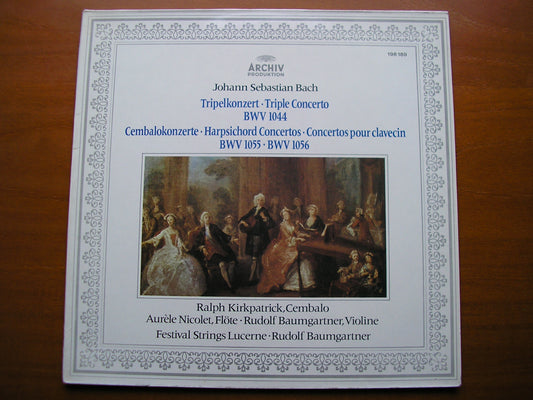 198 189
ARCHIV
PRODUKTION
Johann Sebastian Bach
Tripelkonzert · Triple Concerto
BWV 1044
Cembalokonzerte · Harpsichord Concertos · Concertos pour clavecin
BWV 1055 · BWV 1056
Ralph Kirkpatrick, Cembalo
Aurèle Nicolet, Flöte · Rudolf Baumgartner, Violine
Festival Strings Lucerne · Rudolf Baumgartner